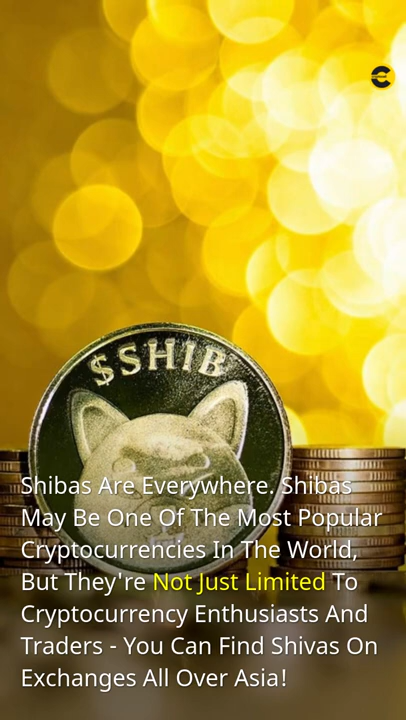 $SHIB
Shibas Are Everywhere. Shibas
May Be One Of The Most Popular
Cryptocurrencies In The World,
But They're Not Just Limited To
Cryptocurrency Enthusiasts And
Traders - You Can Find Shivas On
Exchanges All Over Asia!